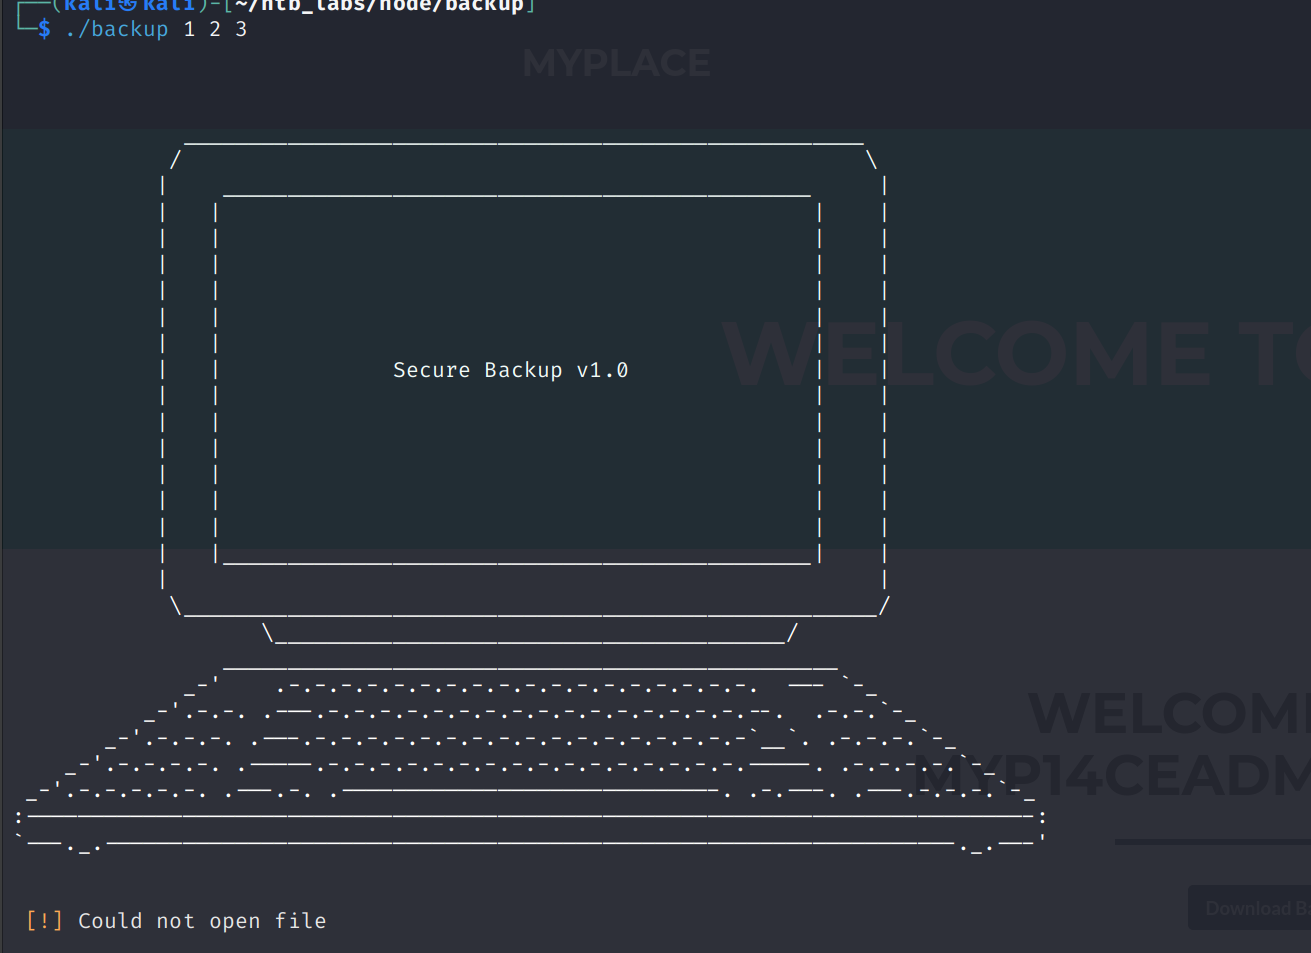 ┌──(kali㉿kali)-[~/htb_labs/node/backup]
└─$ ./backup 1 2 3
MYPLACE
WELCOME TO
Secure Backup v1.0
WELCOME
MYP14CEADM
Download Ba
[!] Could not open file